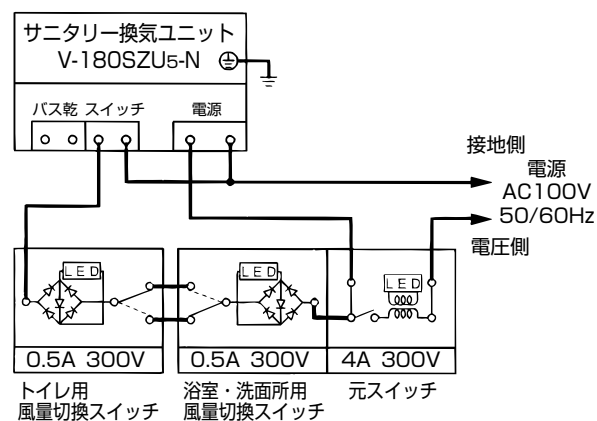 サニタリー換気ユニット
V-180SZU5-N
バス乾 スイッチ 電源
接地側
電源
AC100V
50/60Hz
電圧側
LED LED LED
0.5A 300V 0.5A 300V 4A 300V
トイレ用
風量切換スイッチ
浴室・洗面所用
風量切換スイッチ
元スイッチ